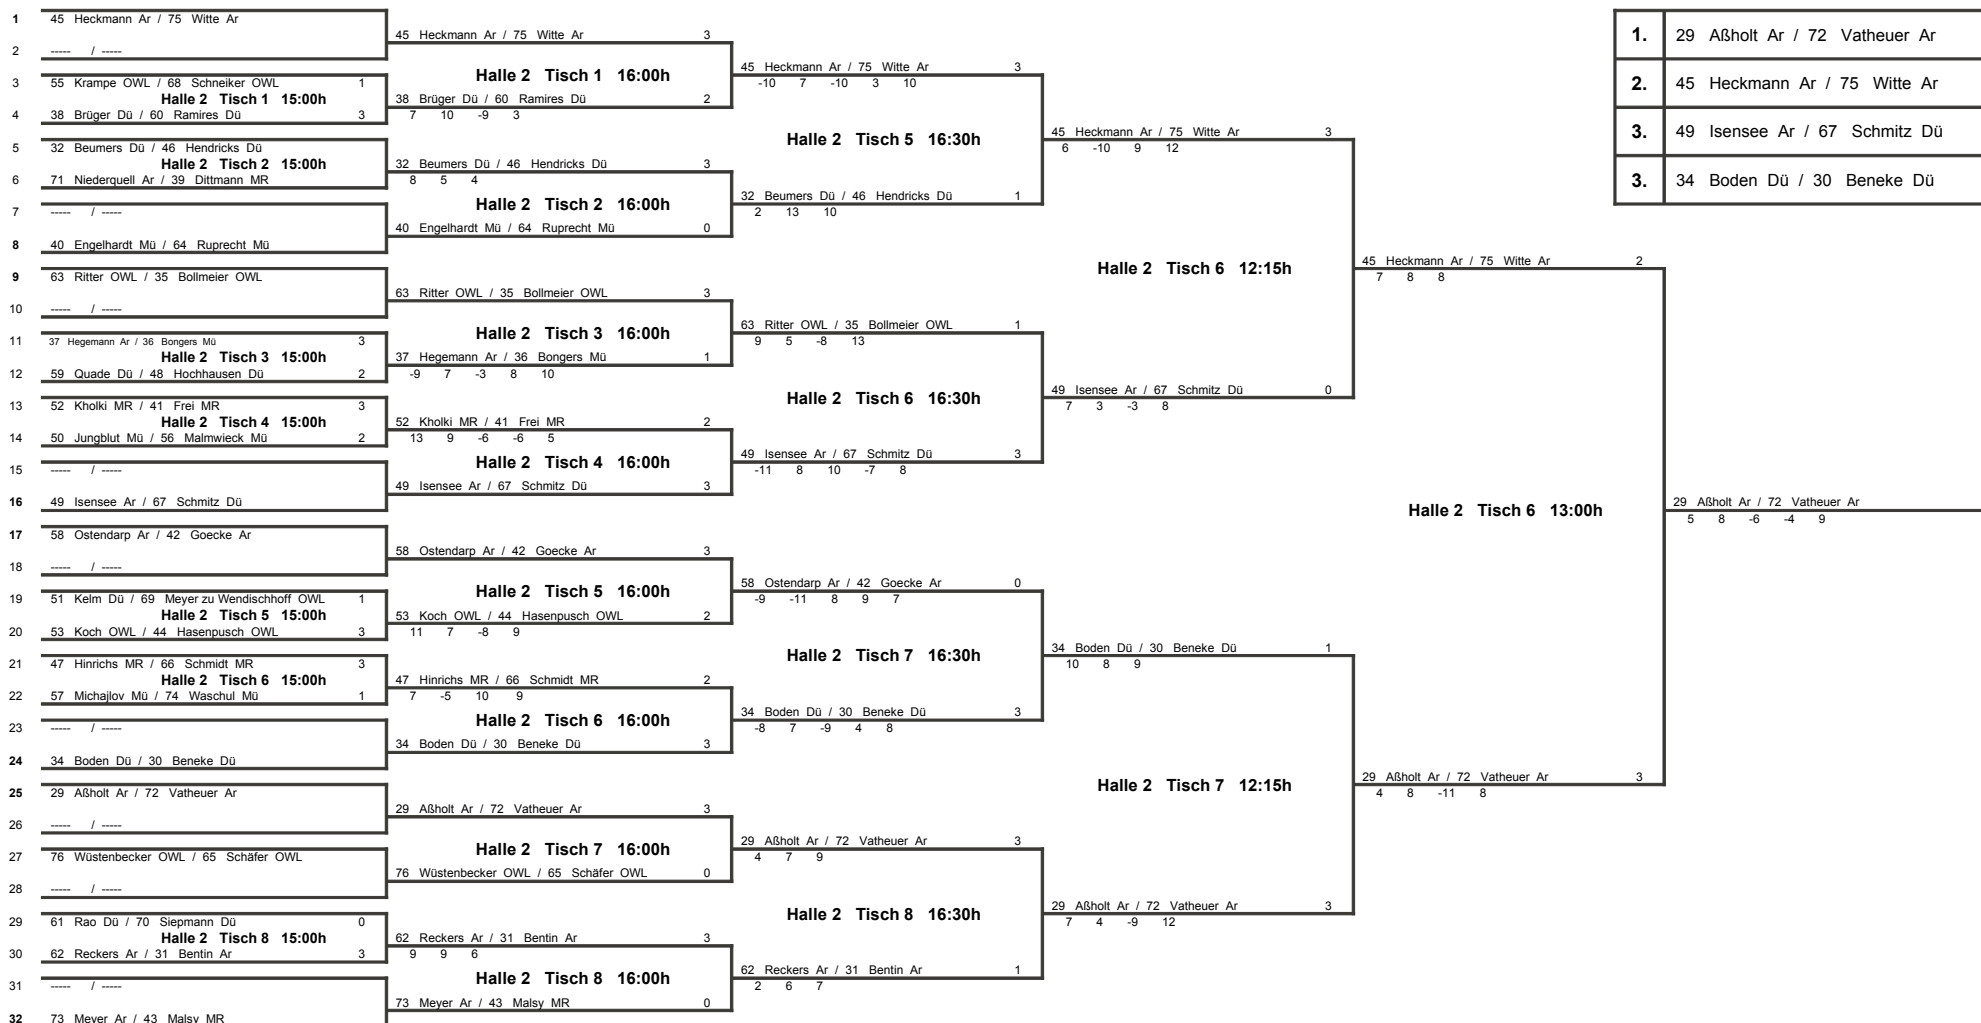 1 45 Heckmann Ar / 75 Witte Ar
45 Heckmann Ar / 75 Witte Ar 3
2 ----- / -----
Halle 2 Tisch 1 16:00h
45 Heckmann Ar / 75 Witte Ar 3
-10 7 -10 3 10
3 55 Krampe OWL / 68 Schneiker OWL 1
Halle 2 Tisch 1 15:00h
38 Brüger Dü / 60 Ramires Dü 2
7 10 -9 3
4 38 Brüger Dü / 60 Ramires Dü 3
Halle 2 Tisch 5 16:30h
45 Heckmann Ar / 75 Witte Ar 3
6 -10 9 12
5 32 Beumers Dü / 46 Hendricks Dü
Halle 2 Tisch 2 15:00h
32 Beumers Dü / 46 Hendricks Dü 3
8 5 4
6 71 Niederquell Ar / 39 Dittmann MR
Halle 2 Tisch 2 16:00h
32 Beumers Dü / 46 Hendricks Dü 1
2 13 10
7 ----- / -----
40 Engelhardt Mü / 64 Ruprecht Mü 0
8 40 Engelhardt Mü / 64 Ruprecht Mü
Halle 2 Tisch 6 12:15h
45 Heckmann Ar / 75 Witte Ar 2
7 8 8
9 63 Ritter OWL / 35 Bollmeier OWL
63 Ritter OWL / 35 Bollmeier OWL 3
10 ----- / -----
Halle 2 Tisch 3 16:00h
63 Ritter OWL / 35 Bollmeier OWL 1
9 5 -8 13
11 37 Hegemann Ar / 36 Bongers Mü 3
Halle 2 Tisch 3 15:00h
37 Hegemann Ar / 36 Bongers Mü 1
-9 7 -3 8 10
12 59 Quade Dü / 48 Hochhausen Dü 2
Halle 2 Tisch 6 16:30h
49 Isensee Ar / 67 Schmitz Dü 0
7 3 -3 8
13 52 Kholki MR / 41 Frei MR 3
Halle 2 Tisch 4 15:00h
52 Kholki MR / 41 Frei MR 2
13 9 -6 -6 5
14 50 Jungblut Mü / 56 Malmwieck Mü 2
Halle 2 Tisch 4 16:00h
49 Isensee Ar / 67 Schmitz Dü 3
-11 8 10 -7 8
15 ----- / -----
49 Isensee Ar / 67 Schmitz Dü 3
16 49 Isensee Ar / 67 Schmitz Dü
Halle 2 Tisch 6 13:00h
29 Aßholt Ar / 72 Vatheuer Ar
5 8 -6 -4 9
17 58 Ostendarp Ar / 42 Goecke Ar
58 Ostendarp Ar / 42 Goecke Ar 3
18 ----- / -----
Halle 2 Tisch 5 16:00h
58 Ostendarp Ar / 42 Goecke Ar 0
-9 -11 8 9 7
19 51 Kelm Dü / 69 Meyer zu Wendischhoff OWL 1
Halle 2 Tisch 5 15:00h
53 Koch OWL / 44 Hasenpusch OWL 2
11 7 -8 9
20 53 Koch OWL / 44 Hasenpusch OWL 3
Halle 2 Tisch 7 16:30h
34 Boden Dü / 30 Beneke Dü 1
10 8 9
21 47 Hinrichs MR / 66 Schmidt MR 3
Halle 2 Tisch 6 15:00h
47 Hinrichs MR / 66 Schmidt MR 2
7 -5 10 9
22 57 Michajlov Mü / 74 Waschul Mü 1
Halle 2 Tisch 6 16:00h
34 Boden Dü / 30 Beneke Dü 3
-8 7 -9 4 8
23 ----- / -----
34 Boden Dü / 30 Beneke Dü 3
24 34 Boden Dü / 30 Beneke Dü
Halle 2 Tisch 7 12:15h
29 Aßholt Ar / 72 Vatheuer Ar 3
4 8 -11 8
25 29 Aßholt Ar / 72 Vatheuer Ar
29 Aßholt Ar / 72 Vatheuer Ar 3
26 ----- / -----
Halle 2 Tisch 7 16:00h
29 Aßholt Ar / 72 Vatheuer Ar 3
4 7 9
27 76 Wüstenbecker OWL / 65 Schäfer OWL
76 Wüstenbecker OWL / 65 Schäfer OWL 0
28 ----- / -----
Halle 2 Tisch 8 16:30h
29 Aßholt Ar / 72 Vatheuer Ar 3
7 4 -9 12
29 61 Rao Dü / 70 Siepmann Dü 0
Halle 2 Tisch 8 15:00h
62 Reckers Ar / 31 Bentin Ar 3
9 9 6
30 62 Reckers Ar / 31 Bentin Ar 3
Halle 2 Tisch 8 16:00h
62 Reckers Ar / 31 Bentin Ar 1
2 6 7
31 ----- / -----
73 Meyer Ar / 43 Malsy MR 0
32 73 Meyer Ar / 43 Malsy MR
1. 29 Aßholt Ar / 72 Vatheuer Ar
2. 45 Heckmann Ar / 75 Witte Ar
3. 49 Isensee Ar / 67 Schmitz Dü
3. 34 Boden Dü / 30 Beneke Dü